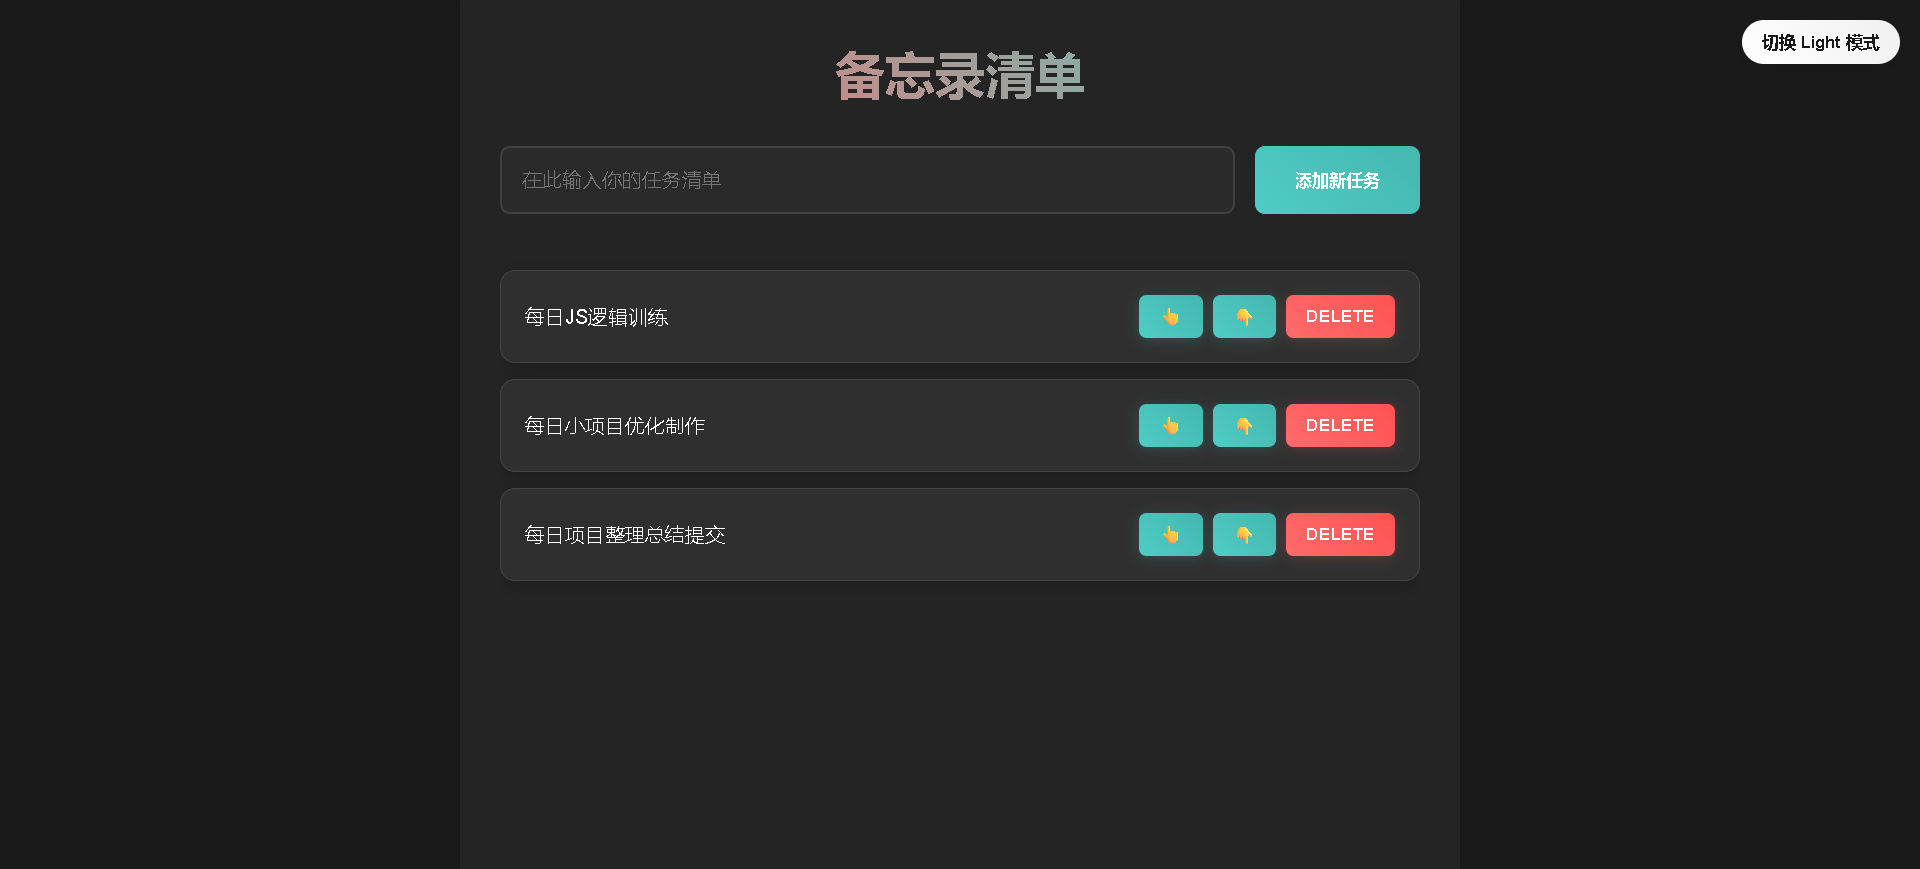 切换 Light 模式
备忘录清单
在此输入你的任务清单
添加新任务
每日JS逻辑训练
👆 👇 DELETE
每日小项目优化制作
👆 👇 DELETE
每日项目整理总结提交
👆 👇 DELETE